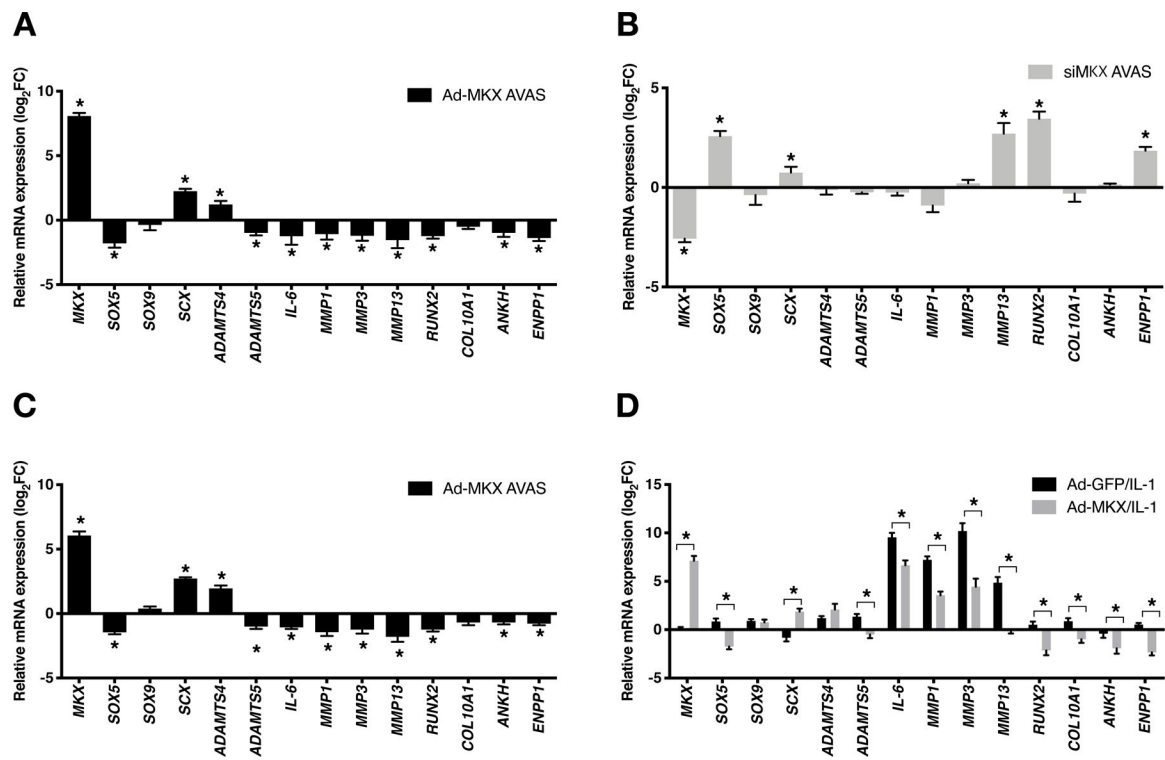 A
Relative mRNA expression (log₂FC)
10
5
0
-5
Ad-MKX AVAS
*
*
*
*
*
*
*
*
*
*
*
*
MKX
SOX5
SOX9
SCX
ADAMTS4
ADAMTS5
IL-6
MMP1
MMP3
MMP13
RUNX2
COL10A1
ANKH
ENPP1
B
Relative mRNA expression (log₂FC)
5
0
-5
siMKX AVAS
*
*
*
*
*
*
MKX
SOX5
SOX9
SCX
ADAMTS4
ADAMTS5
IL-6
MMP1
MMP3
MMP13
RUNX2
COL10A1
ANKH
ENPP1
C
Relative mRNA expression (log₂FC)
10
5
0
-5
Ad-MKX AVAS
*
*
*
*
*
*
*
*
*
*
*
*
MKX
SOX5
SOX9
SCX
ADAMTS4
ADAMTS5
IL-6
MMP1
MMP3
MMP13
RUNX2
COL10A1
ANKH
ENPP1
D
Relative mRNA expression (log₂FC)
15
10
5
0
-5
Ad-GFP/IL-1
Ad-MKX/IL-1
*
*
*
*
*
*
*
*
*
*
*
*
MKX
SOX5
SOX9
SCX
ADAMTS4
ADAMTS5
IL-6
MMP1
MMP3
MMP13
RUNX2
COL10A1
ANKH
ENPP1